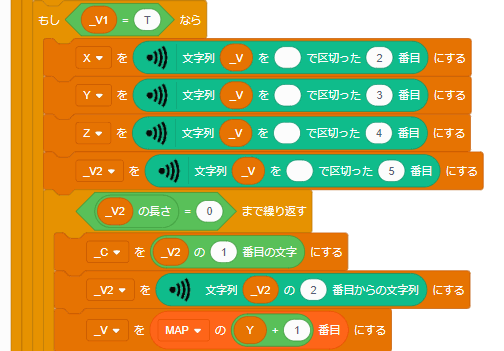 もし _V1 = T なら
X を 文字列 _V を で区切った 2 番目 にする
Y を 文字列 _V を で区切った 3 番目 にする
Z を 文字列 _V を で区切った 4 番目 にする
_V2 を 文字列 _V を で区切った 5 番目 にする
_V2 の長さ = 0 まで繰り返す
_C を _V2 の 1 番目の文字 にする
_V2 を 文字列 _V2 の 2 番目からの文字列 にする
_V を MAP の Y + 1 番目 にする